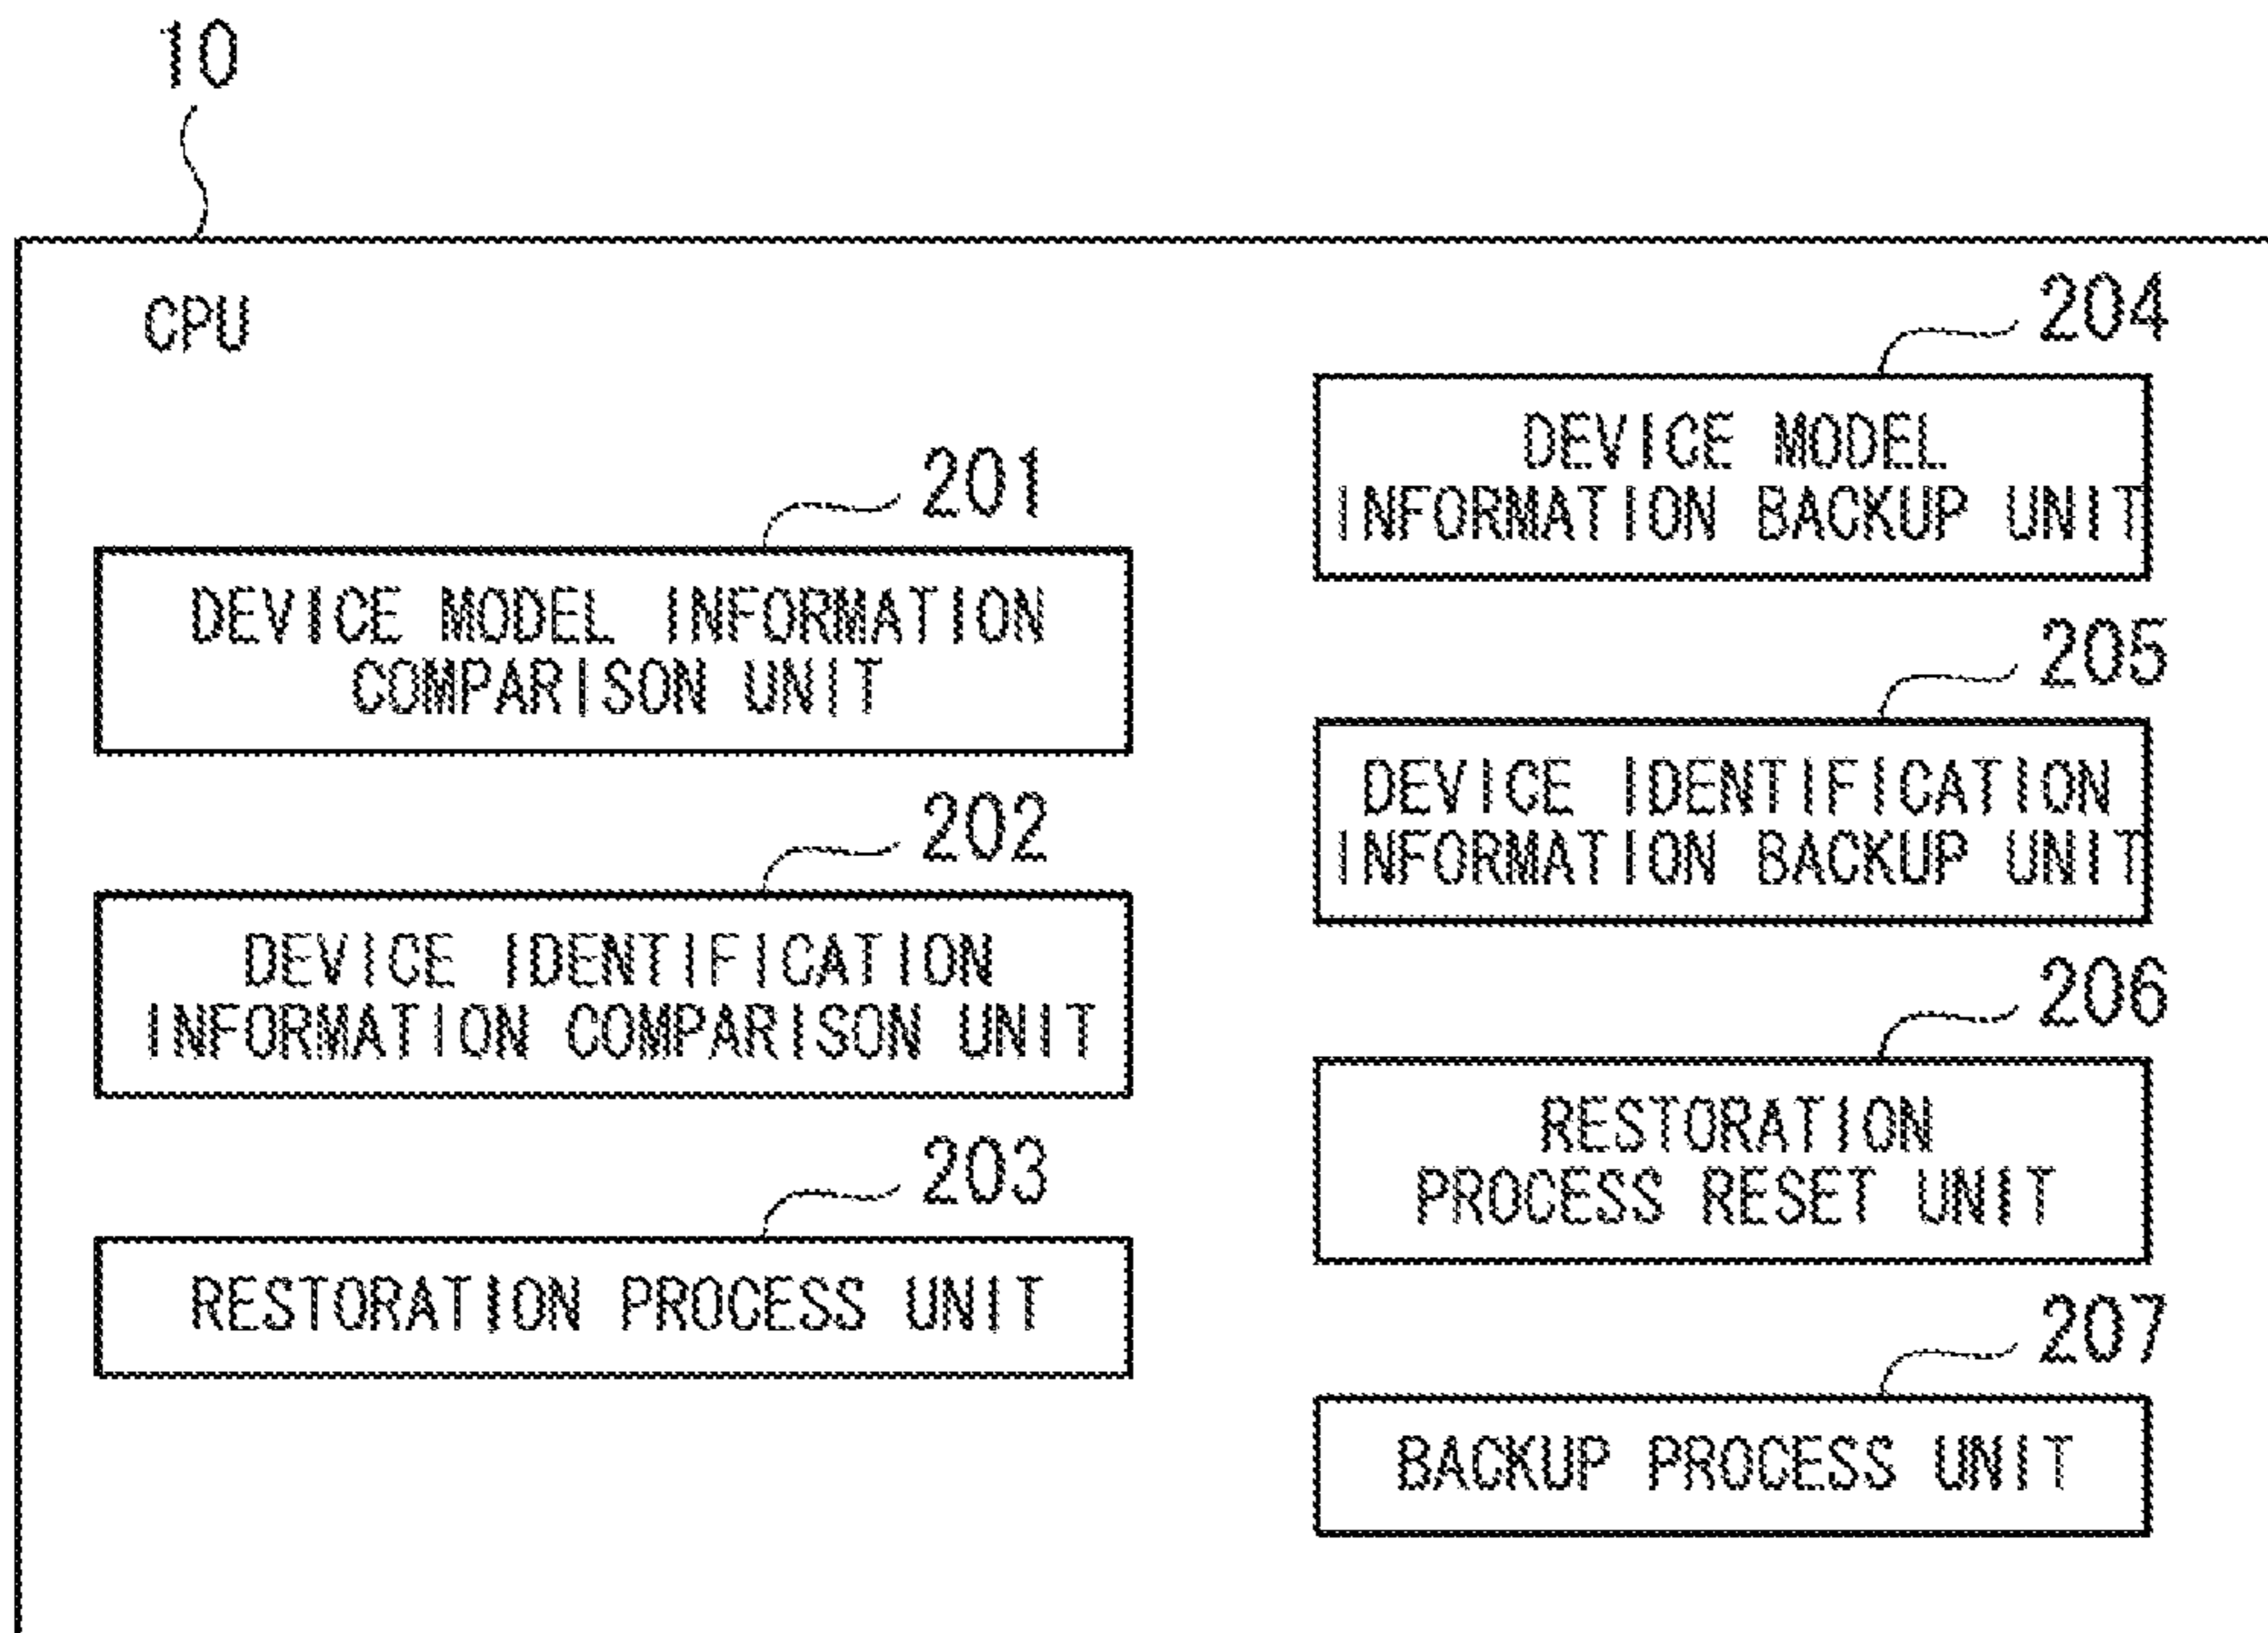 10
CPU
201
DEVICE MODEL INFORMATION
COMPARISON UNIT
202
DEVICE IDENTIFICATION
INFORMATION COMPARISON UNIT
203
RESTORATION PROCESS UNIT
204
DEVICE MODEL
INFORMATION BACKUP UNIT
205
DEVICE IDENTIFICATION
INFORMATION BACKUP UNIT
206
RESTORATION
PROCESS RESET UNIT
207
BACKUP PROCESS UNIT